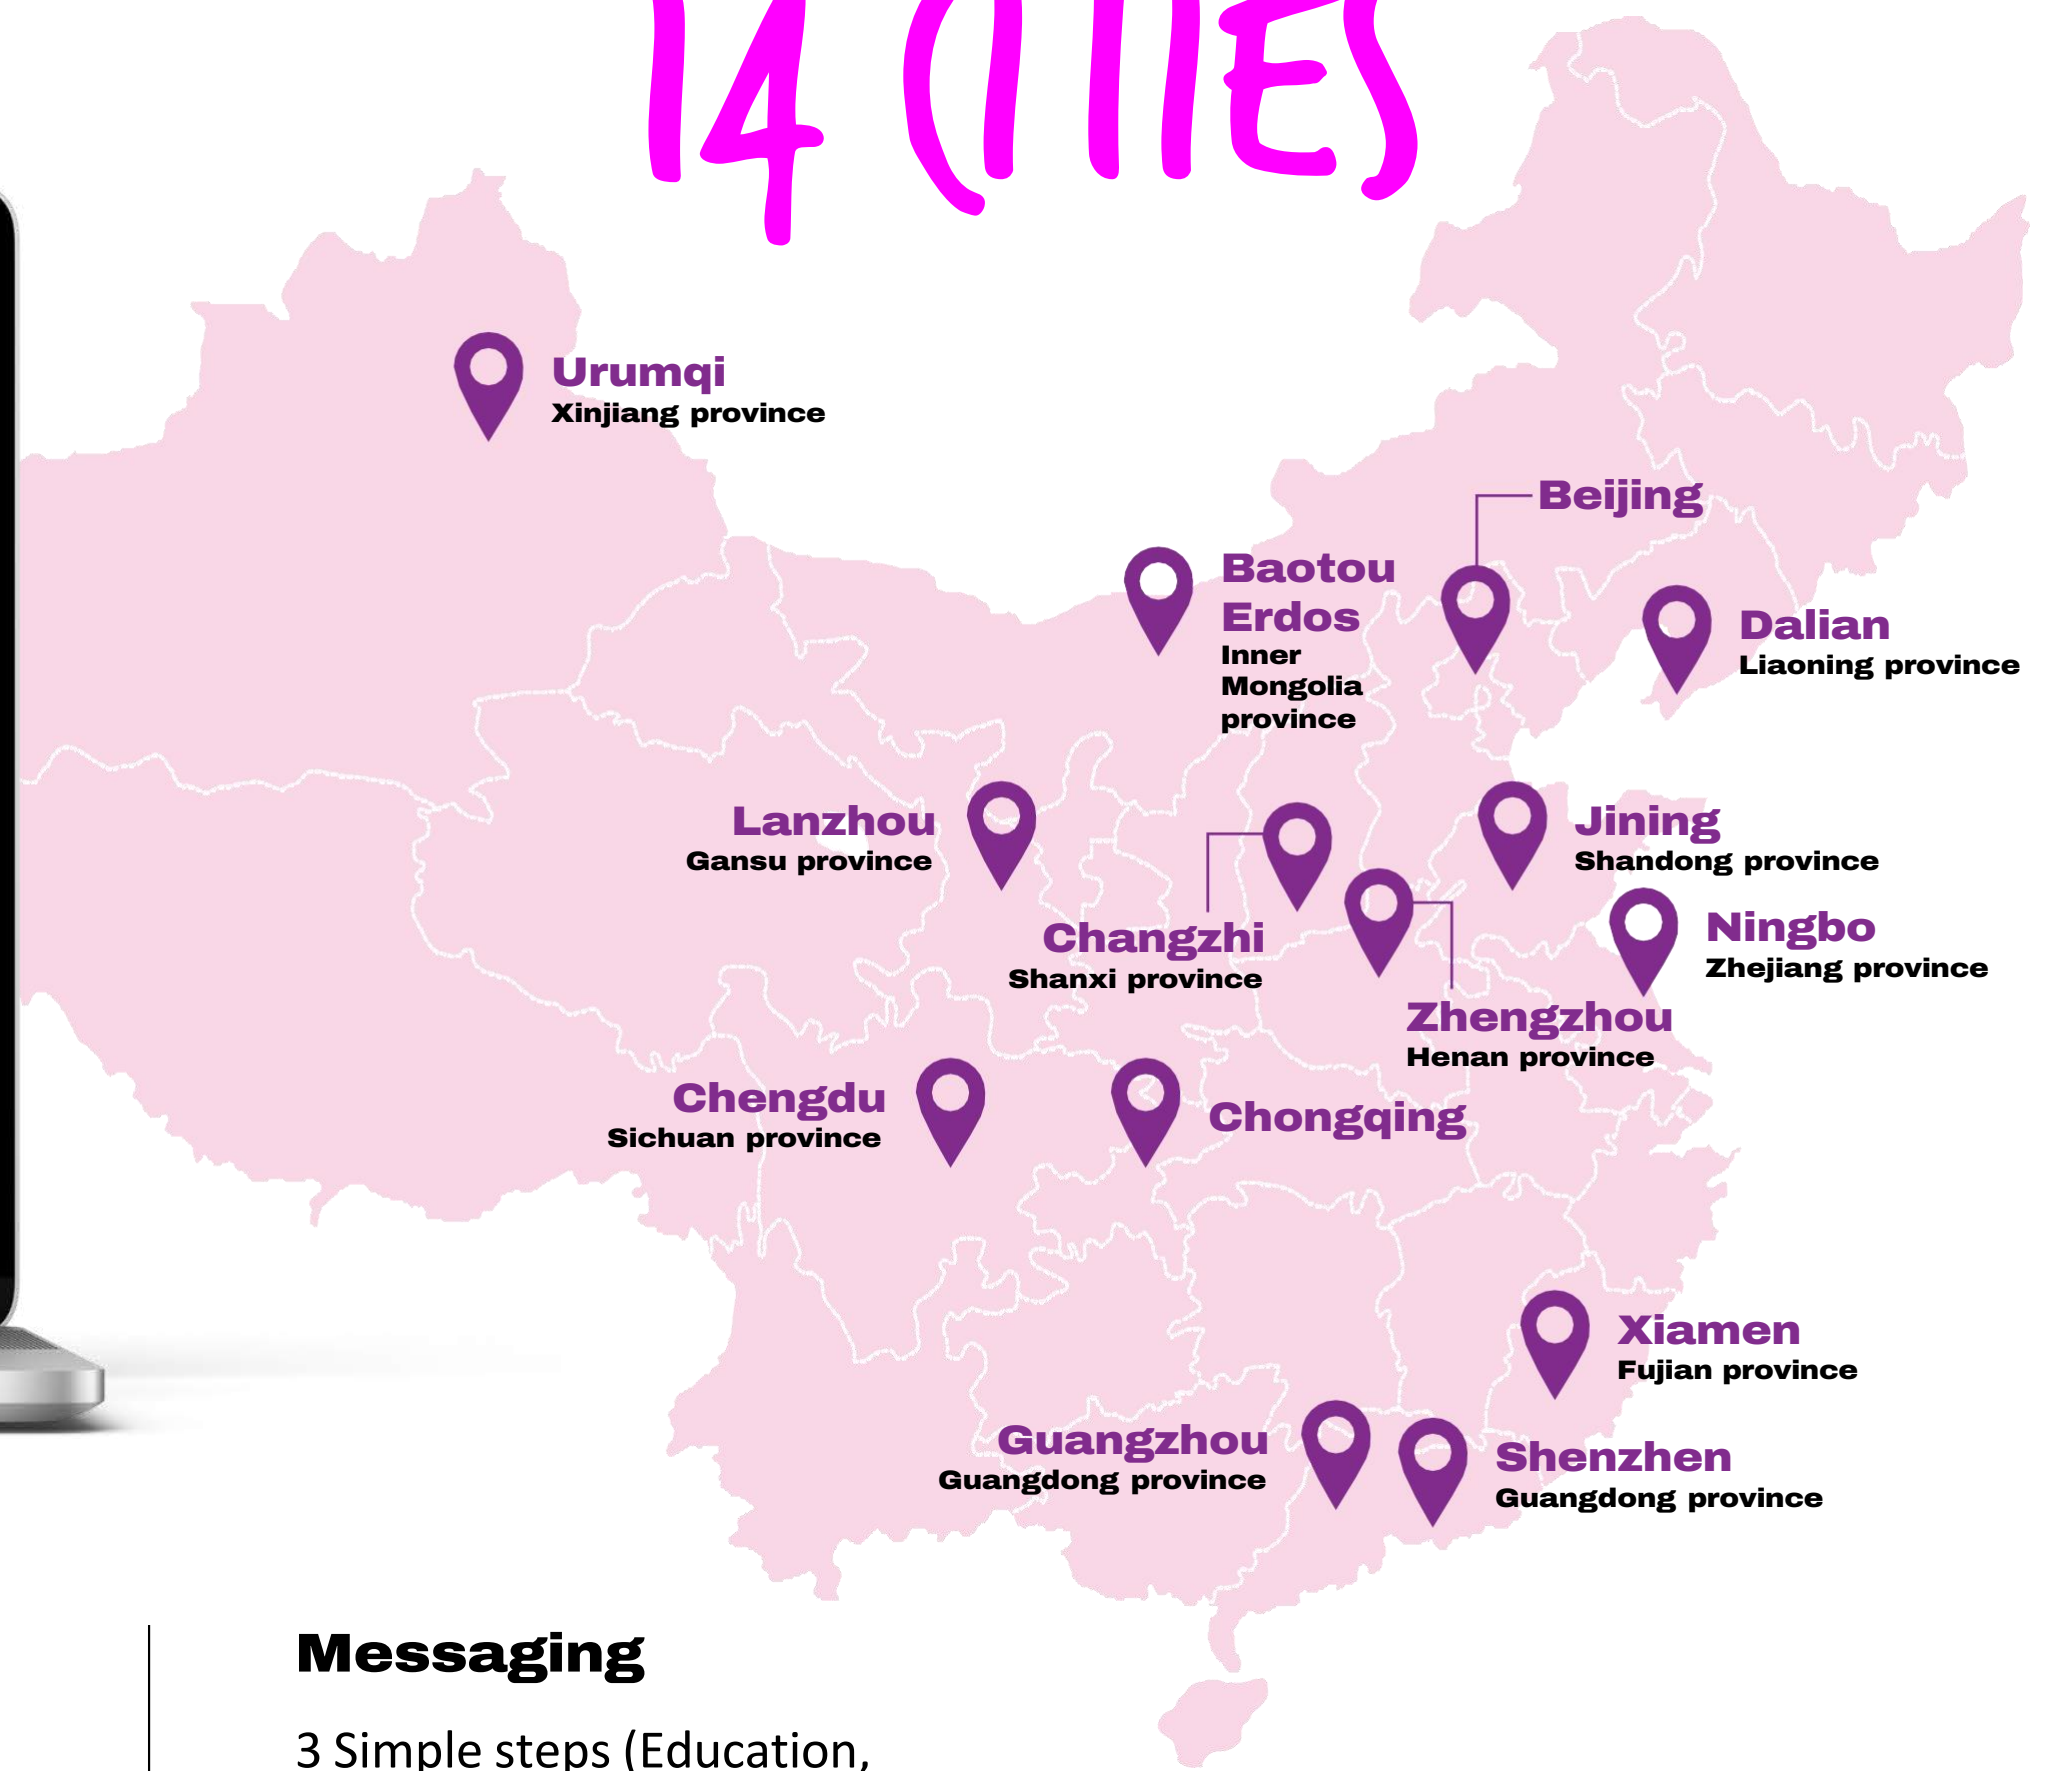 14 CITIES
Urumqi
Xinjiang province
Beijing
Baotou
Erdos
Inner
Mongolia
province
Dalian
Liaoning province
Lanzhou
Gansu province
Jining
Shandong province
Changzhi
Shanxi province
Ningbo
Zhejiang province
Zhengzhou
Henan province
Chengdu
Sichuan province
Chongqing
Xiamen
Fujian province
Guangzhou
Guangdong province
Shenzhen
Guangdong province
Messaging
3 Simple steps (Education,